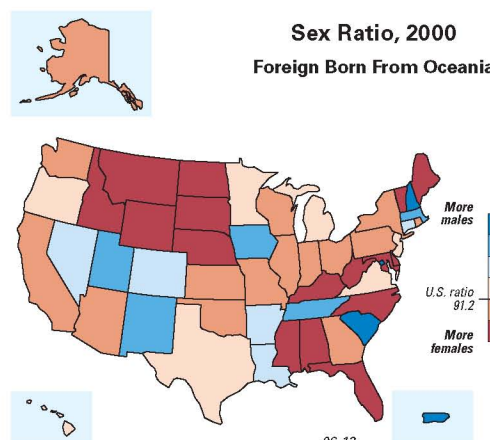 Sex Ratio, 2000
Foreign Born From Oceania
More
males
U.S. ratio
91.2
More
females